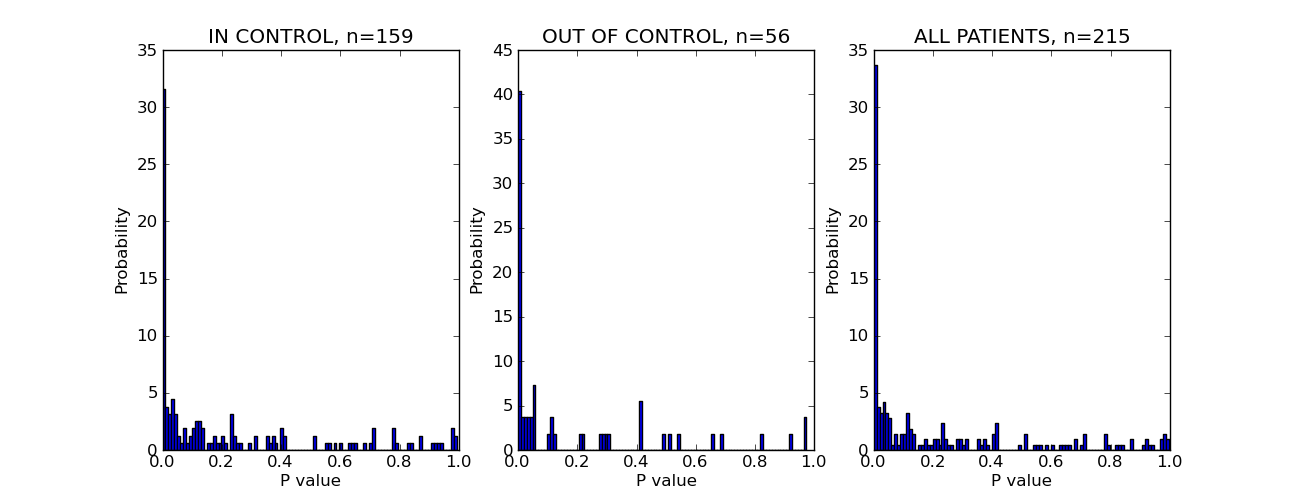 IN CONTROL, n=159
35
30
25
20
15
10
5
0
Probability
0.0 0.2 0.4 0.6 0.8 1.0
P value
OUT OF CONTROL, n=56
45
40
35
30
25
20
15
10
5
0
Probability
0.0 0.2 0.4 0.6 0.8 1.0
P value
ALL PATIENTS, n=215
35
30
25
20
15
10
5
0
Probability
0.0 0.2 0.4 0.6 0.8 1.0
P value